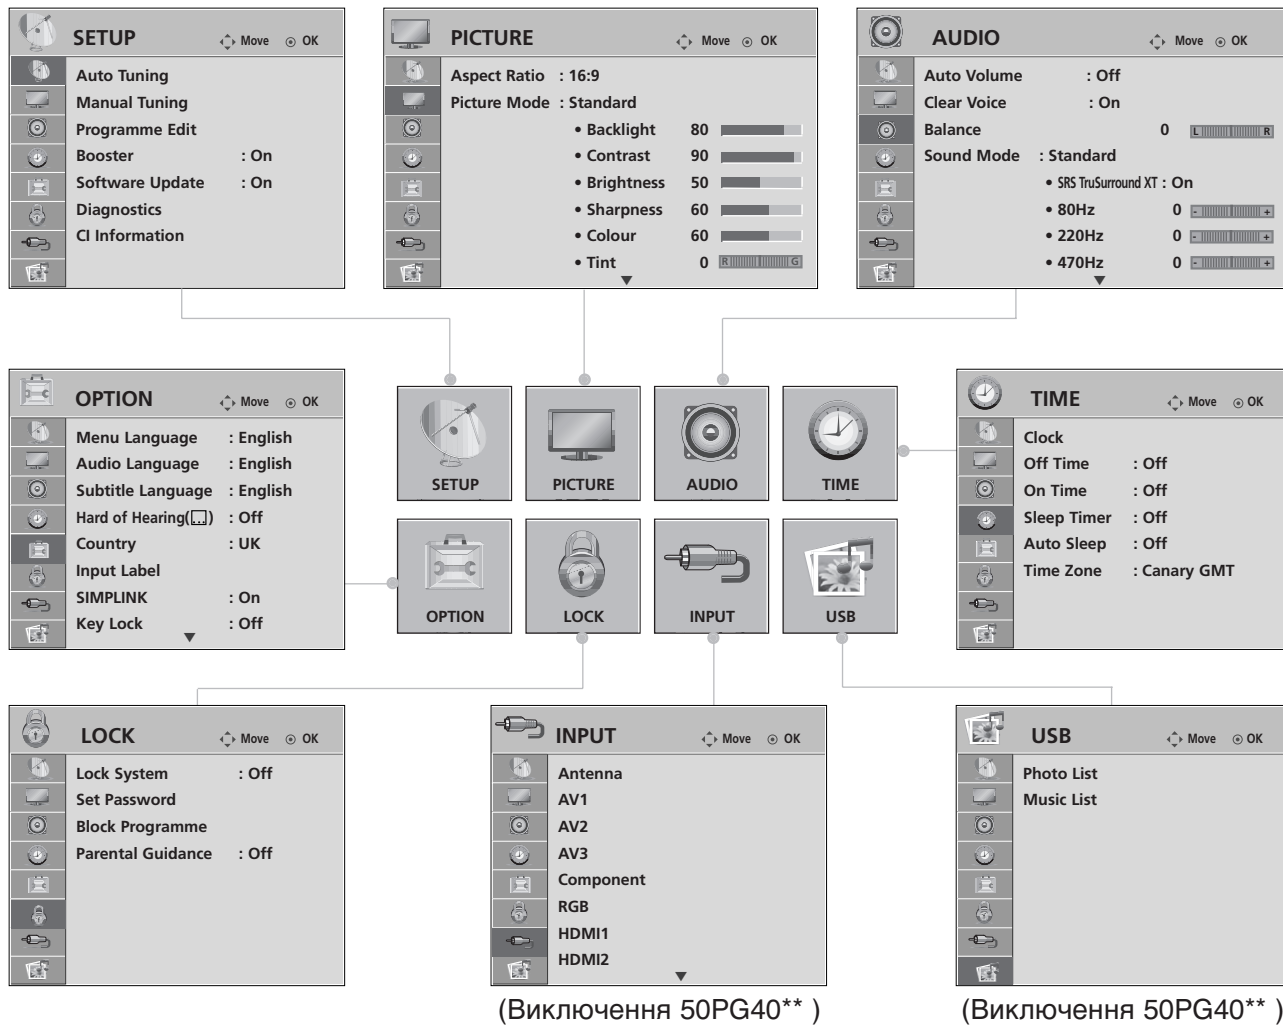 SETUP Move OK
Auto Tuning
Manual Tuning
Programme Edit
Booster : On
Software Update : On
Diagnostics
CI Information
PICTURE Move OK
Aspect Ratio : 16:9
Picture Mode : Standard
• Backlight 80
• Contrast 90
• Brightness 50
• Sharpness 60
• Colour 60
• Tint 0 R G
AUDIO Move OK
Auto Volume : Off
Clear Voice : On
Balance 0 L R
Sound Mode : Standard
• SRS TruSurround XT : On
• 80Hz 0 - +
• 220Hz 0 - +
• 470Hz 0 - +
OPTION Move OK
Menu Language : English
Audio Language : English
Subtitle Language : English
Hard of Hearing(...) : Off
Country : UK
Input Label
SIMPLINK : On
Key Lock : Off
SETUP
PICTURE
AUDIO
TIME
OPTION
LOCK
INPUT
USB
TIME Move OK
Clock
Off Time : Off
On Time : Off
Sleep Timer : Off
Auto Sleep : Off
Time Zone : Canary GMT
LOCK Move OK
Lock System : Off
Set Password
Block Programme
Parental Guidance : Off
INPUT Move OK
Antenna
AV1
AV2
AV3
Component
RGB
HDMI1
HDMI2
(Виключення 50PG40** )
USB Move OK
Photo List
Music List
(Виключення 50PG40** )